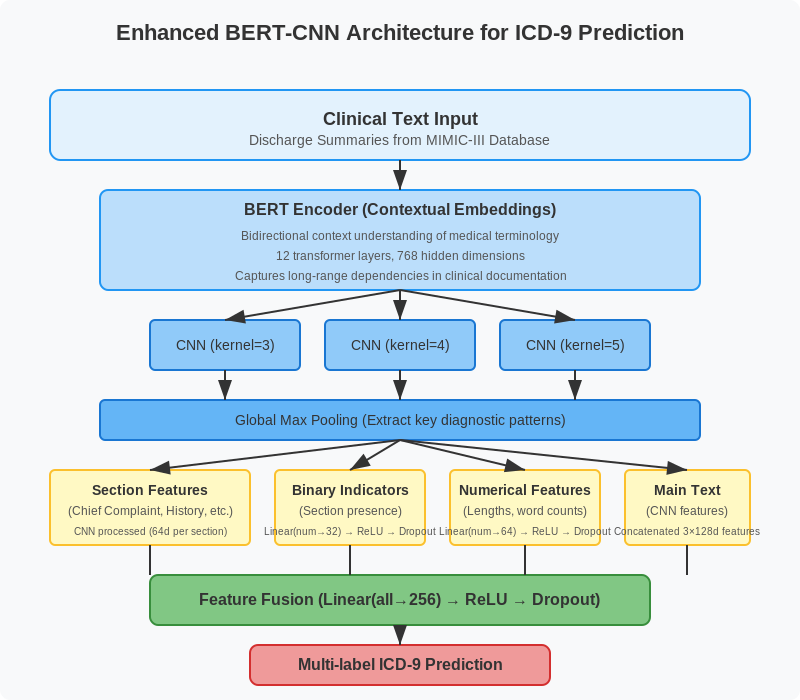 Enhanced BERT-CNN Architecture for ICD-9 Prediction
Clinical Text Input
Discharge Summaries from MIMIC-III Database
BERT Encoder (Contextual Embeddings)
Bidirectional context understanding of medical terminology
12 transformer layers, 768 hidden dimensions
Captures long-range dependencies in clinical documentation
CNN (kernel=3)
CNN (kernel=4)
CNN (kernel=5)
Global Max Pooling (Extract key diagnostic patterns)
Section Features
(Chief Complaint, History, etc.)
CNN processed (64d per section)
Binary Indicators
(Section presence)
Linear(num→32) → ReLU → Dropout
Numerical Features
(Lengths, word counts)
Linear(num→64) → ReLU → Dropout
Main Text
(CNN features)
Concatenated 3×128d features
Feature Fusion (Linear(all→256) → ReLU → Dropout)
Multi-label ICD-9 Prediction